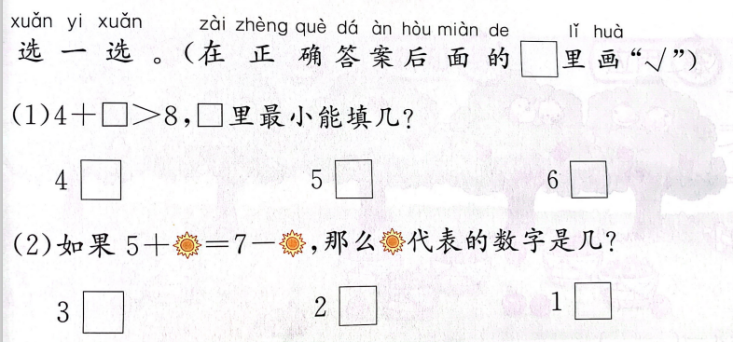 xuǎn yi xuǎn zài zhèng què dá àn hòu miàn de lǐ huà
选 一 选 。(在 正 确 答 案 后 面 的 □ 里 画 “√”)
(1)4+□>8,□里最小能填几?
4 □ 5 □ 6 □
(2)如果 5+☀=7-☀,那么☀代表的数字是几?
3 □ 2 □ 1 □